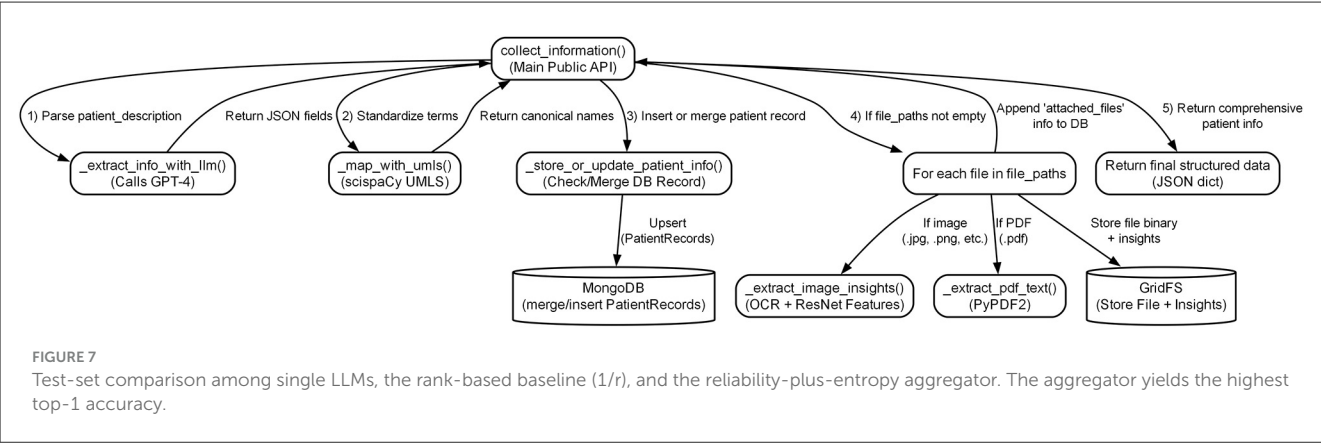 collect_information()
(Main Public API)
1) Parse patient_description
Return JSON fields
2) Standardize terms
Return canonical names
3) Insert or merge patient record
4) If file_paths not empty
Append 'attached_files'
info to DB
5) Return comprehensive
patient info
_extract_info_with_llm()
(Calls GPT-4)
_map_with_umls()
(scispaCy UMLS)
_store_or_update_patient_info()
(Check/Merge DB Record)
For each file in file_paths
Return final structured data
(JSON dict)
Upsert
(PatientRecords)
If image
(.jpg, .png, etc.)
If PDF
(.pdf)
Store file binary
+ insights
MongoDB
(merge/insert PatientRecords)
_extract_image_insights()
(OCR + ResNet Features)
_extract_pdf_text()
(PyPDF2)
GridFS
(Store File + Insights)
FIGURE 7
Test-set comparison among single LLMs, the rank-based baseline (1/r), and the reliability-plus-entropy aggregator. The aggregator yields the highest
top-1 accuracy.